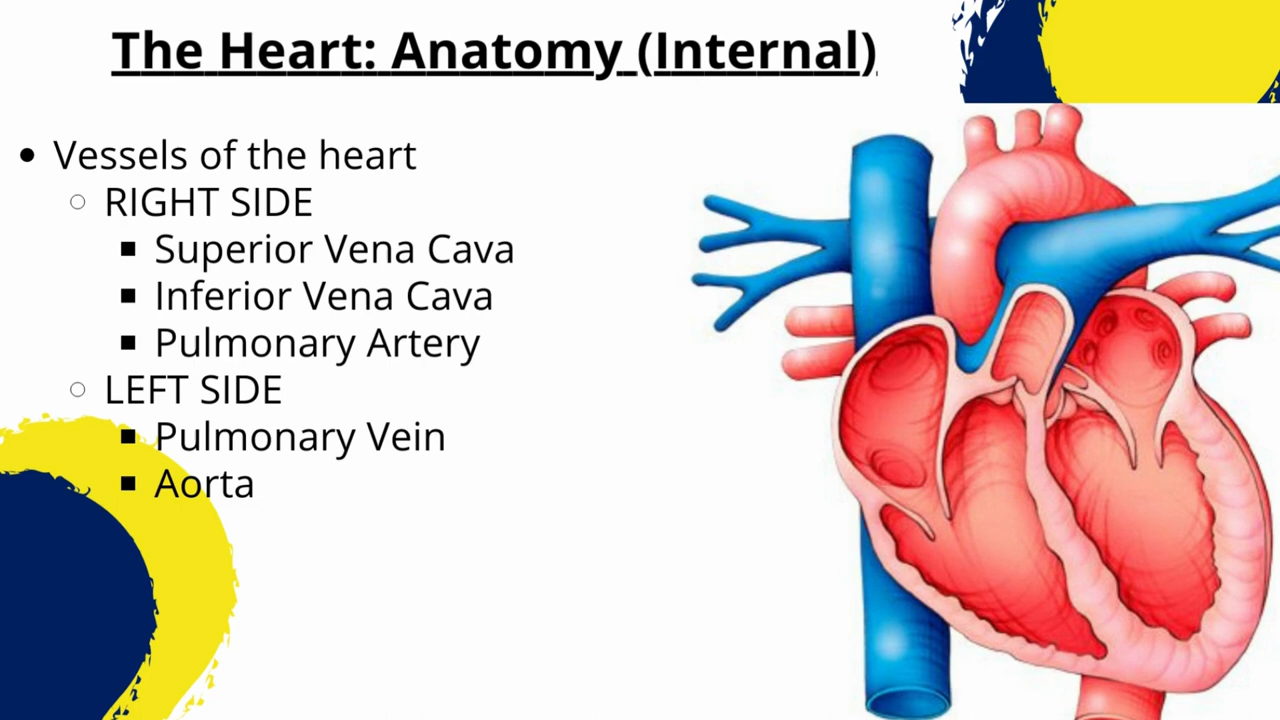 The Heart: Anatomy (Internal)
Vessels of the heart
RIGHT SIDE
Superior Vena Cava
Inferior Vena Cava
Pulmonary Artery
LEFT SIDE
Pulmonary Vein
Aorta